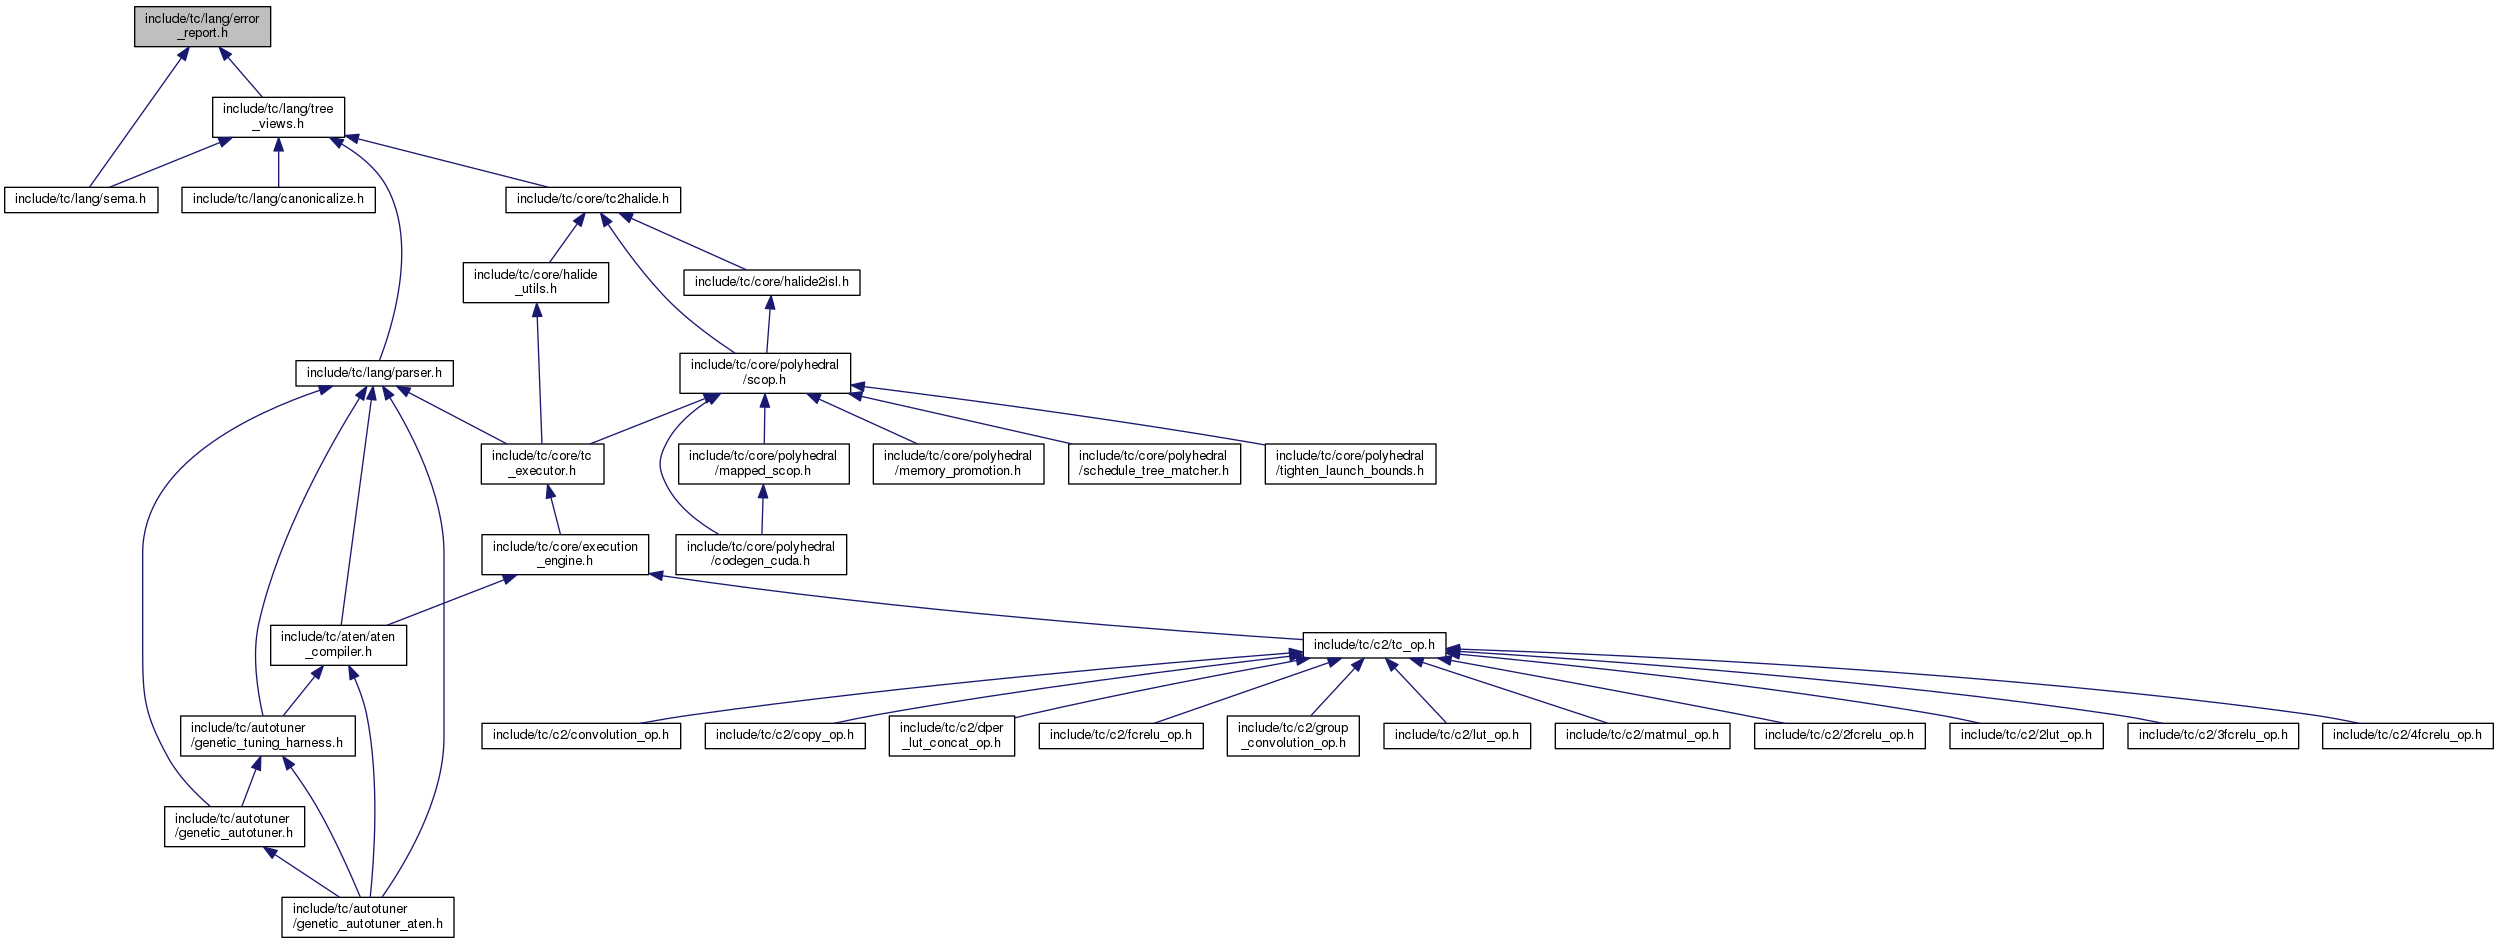 include/tc/lang/error
_report.h
include/tc/lang/tree
_views.h
include/tc/lang/sema.h
include/tc/lang/canonicalize.h
include/tc/core/tc2halide.h
include/tc/core/halide
_utils.h
include/tc/core/halide2isl.h
include/tc/lang/parser.h
include/tc/core/polyhedral
/scop.h
include/tc/core/tc
_executor.h
include/tc/core/polyhedral
/mapped_scop.h
include/tc/core/polyhedral
/memory_promotion.h
include/tc/core/polyhedral
/schedule_tree_matcher.h
include/tc/core/polyhedral
/tighten_launch_bounds.h
include/tc/core/execution
_engine.h
include/tc/core/polyhedral
/codegen_cuda.h
include/tc/aten/aten
_compiler.h
include/tc/c2/tc_op.h
include/tc/autotuner
/genetic_tuning_harness.h
include/tc/c2/convolution_op.h
include/tc/c2/copy_op.h
include/tc/c2/dper
_lut_concat_op.h
include/tc/c2/fcrelu_op.h
include/tc/c2/group
_convolution_op.h
include/tc/c2/lut_op.h
include/tc/c2/matmul_op.h
include/tc/c2/2fcrelu_op.h
include/tc/c2/2lut_op.h
include/tc/c2/3fcrelu_op.h
include/tc/c2/4fcrelu_op.h
include/tc/autotuner
/genetic_autotuner.h
include/tc/autotuner
/genetic_autotuner_aten.h